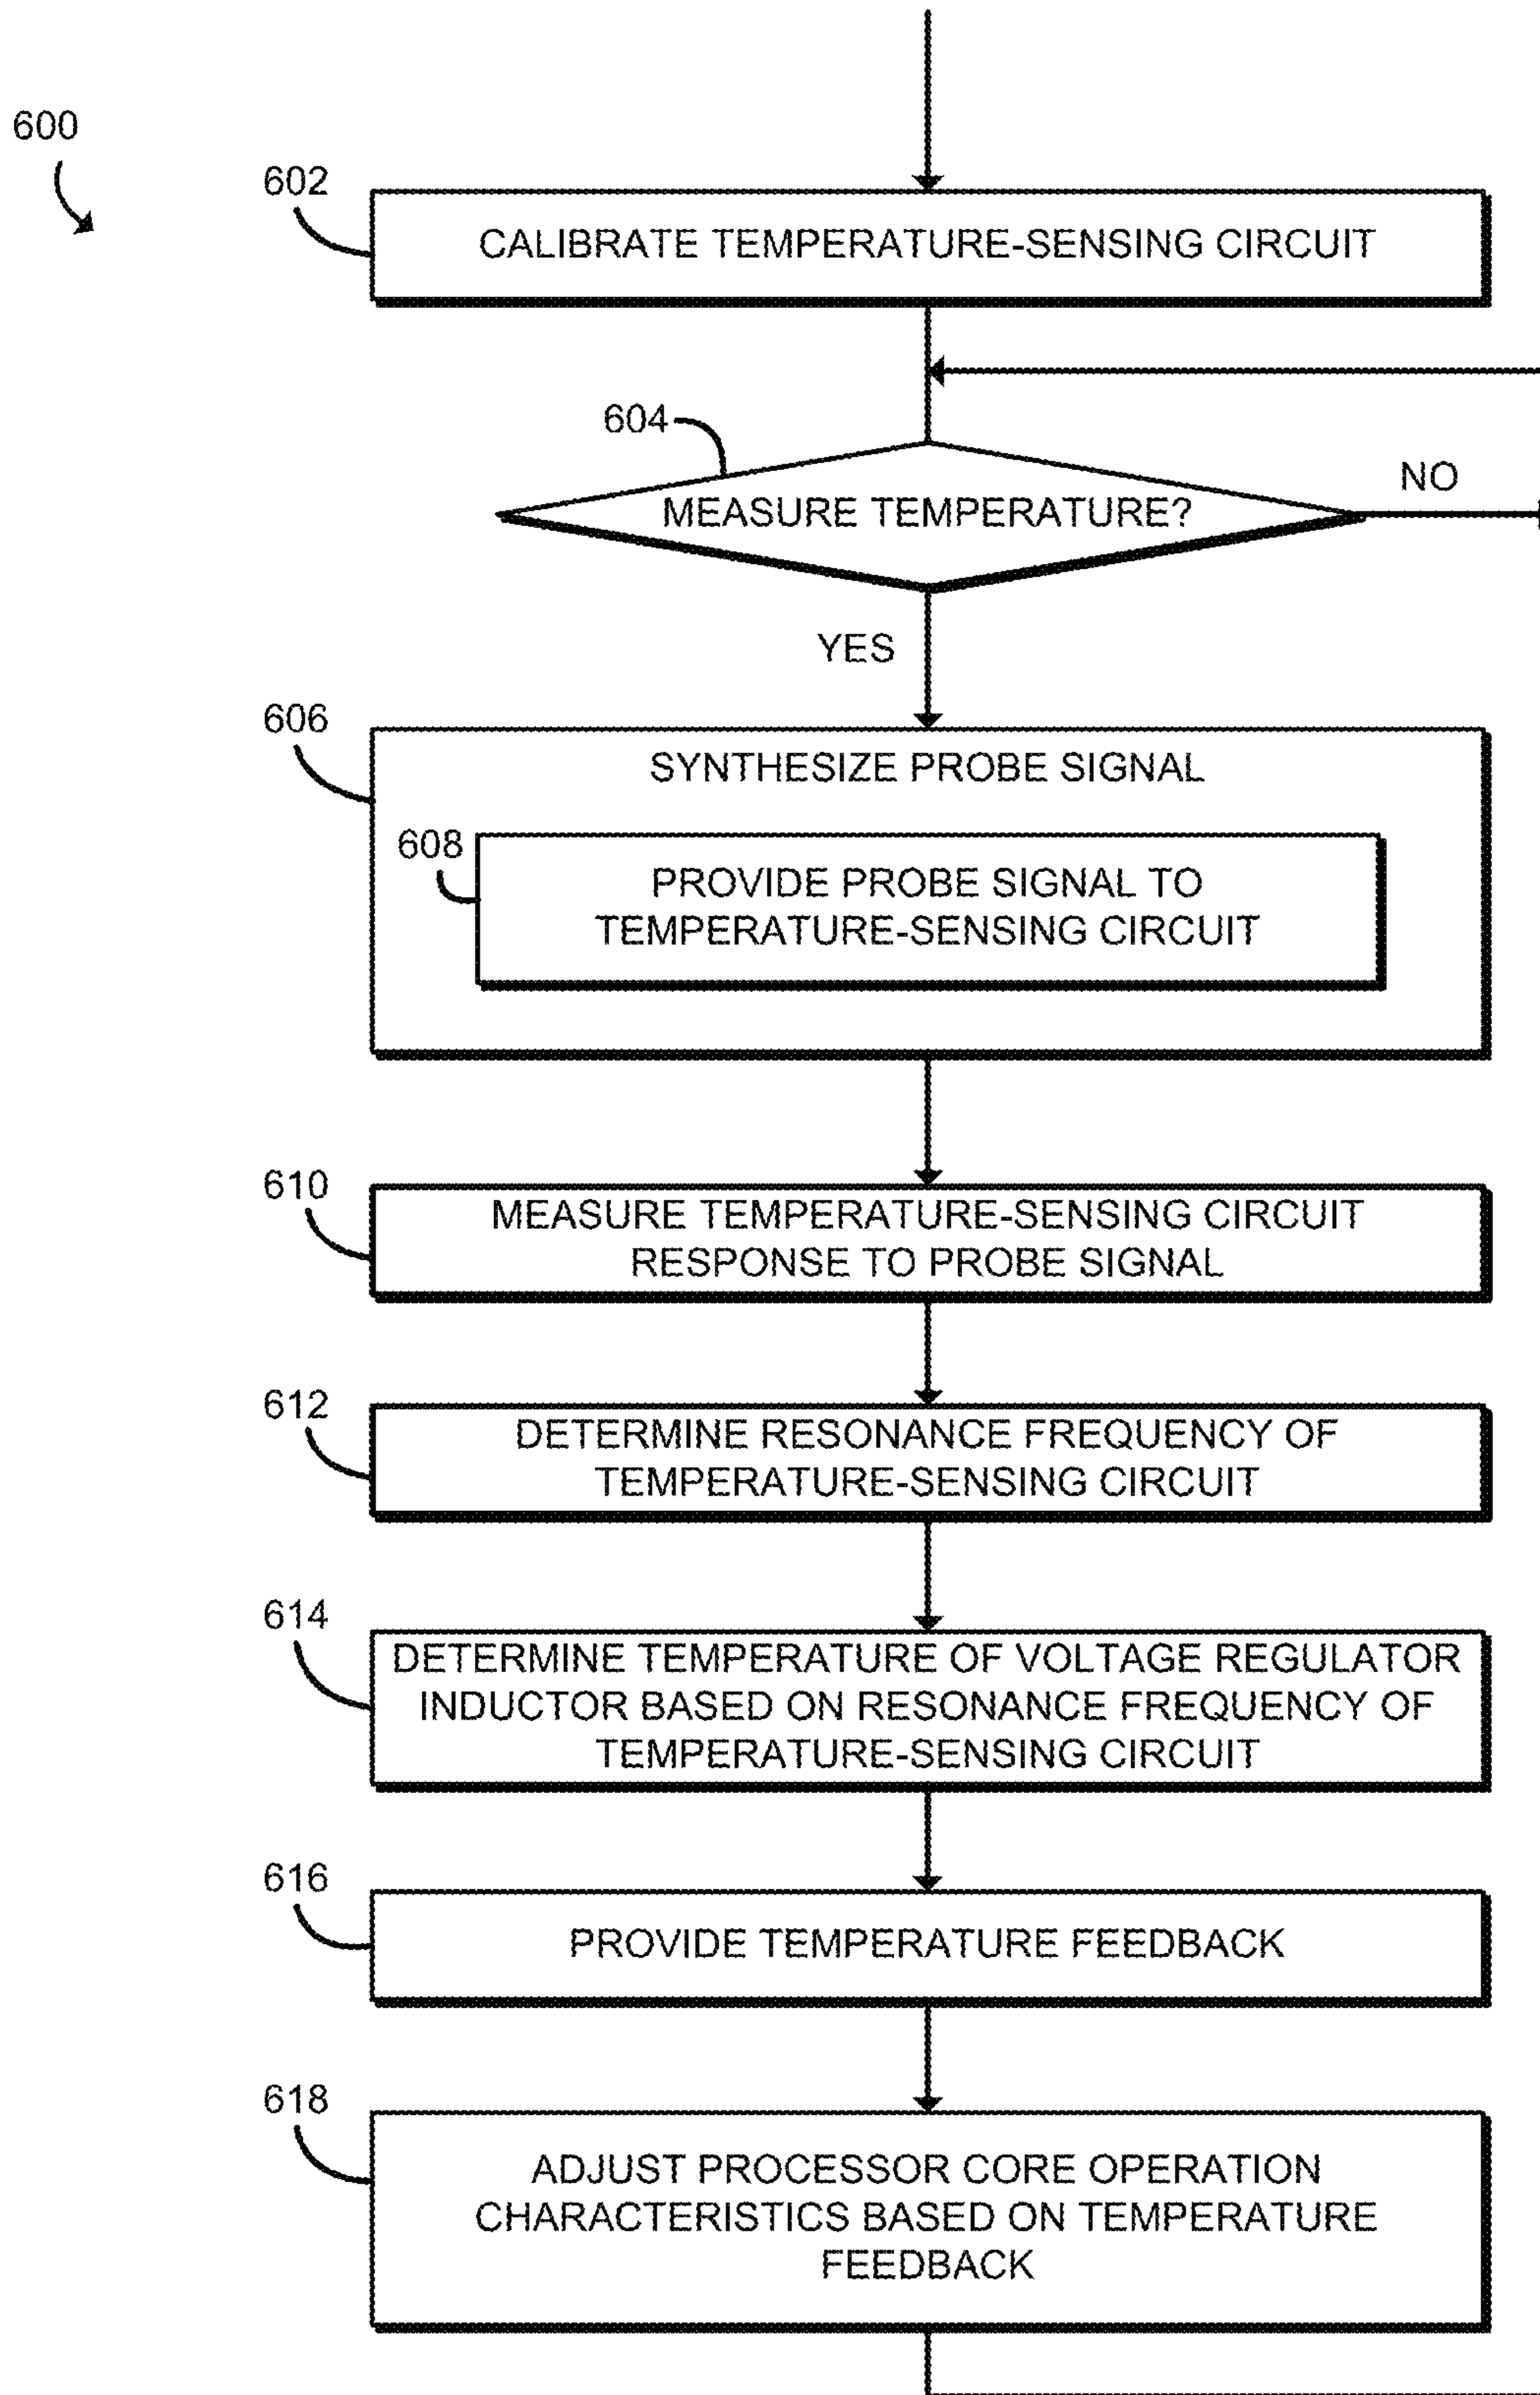 600
602
CALIBRATE TEMPERATURE-SENSING CIRCUIT
604
MEASURE TEMPERATURE?
NO
YES
606
SYNTHESIZE PROBE SIGNAL
608
PROVIDE PROBE SIGNAL TO
TEMPERATURE-SENSING CIRCUIT
610
MEASURE TEMPERATURE-SENSING CIRCUIT
RESPONSE TO PROBE SIGNAL
612
DETERMINE RESONANCE FREQUENCY OF
TEMPERATURE-SENSING CIRCUIT
614
DETERMINE TEMPERATURE OF VOLTAGE REGULATOR
INDUCTOR BASED ON RESONANCE FREQUENCY OF
TEMPERATURE-SENSING CIRCUIT
616
PROVIDE TEMPERATURE FEEDBACK
618
ADJUST PROCESSOR CORE OPERATION
CHARACTERISTICS BASED ON TEMPERATURE
FEEDBACK